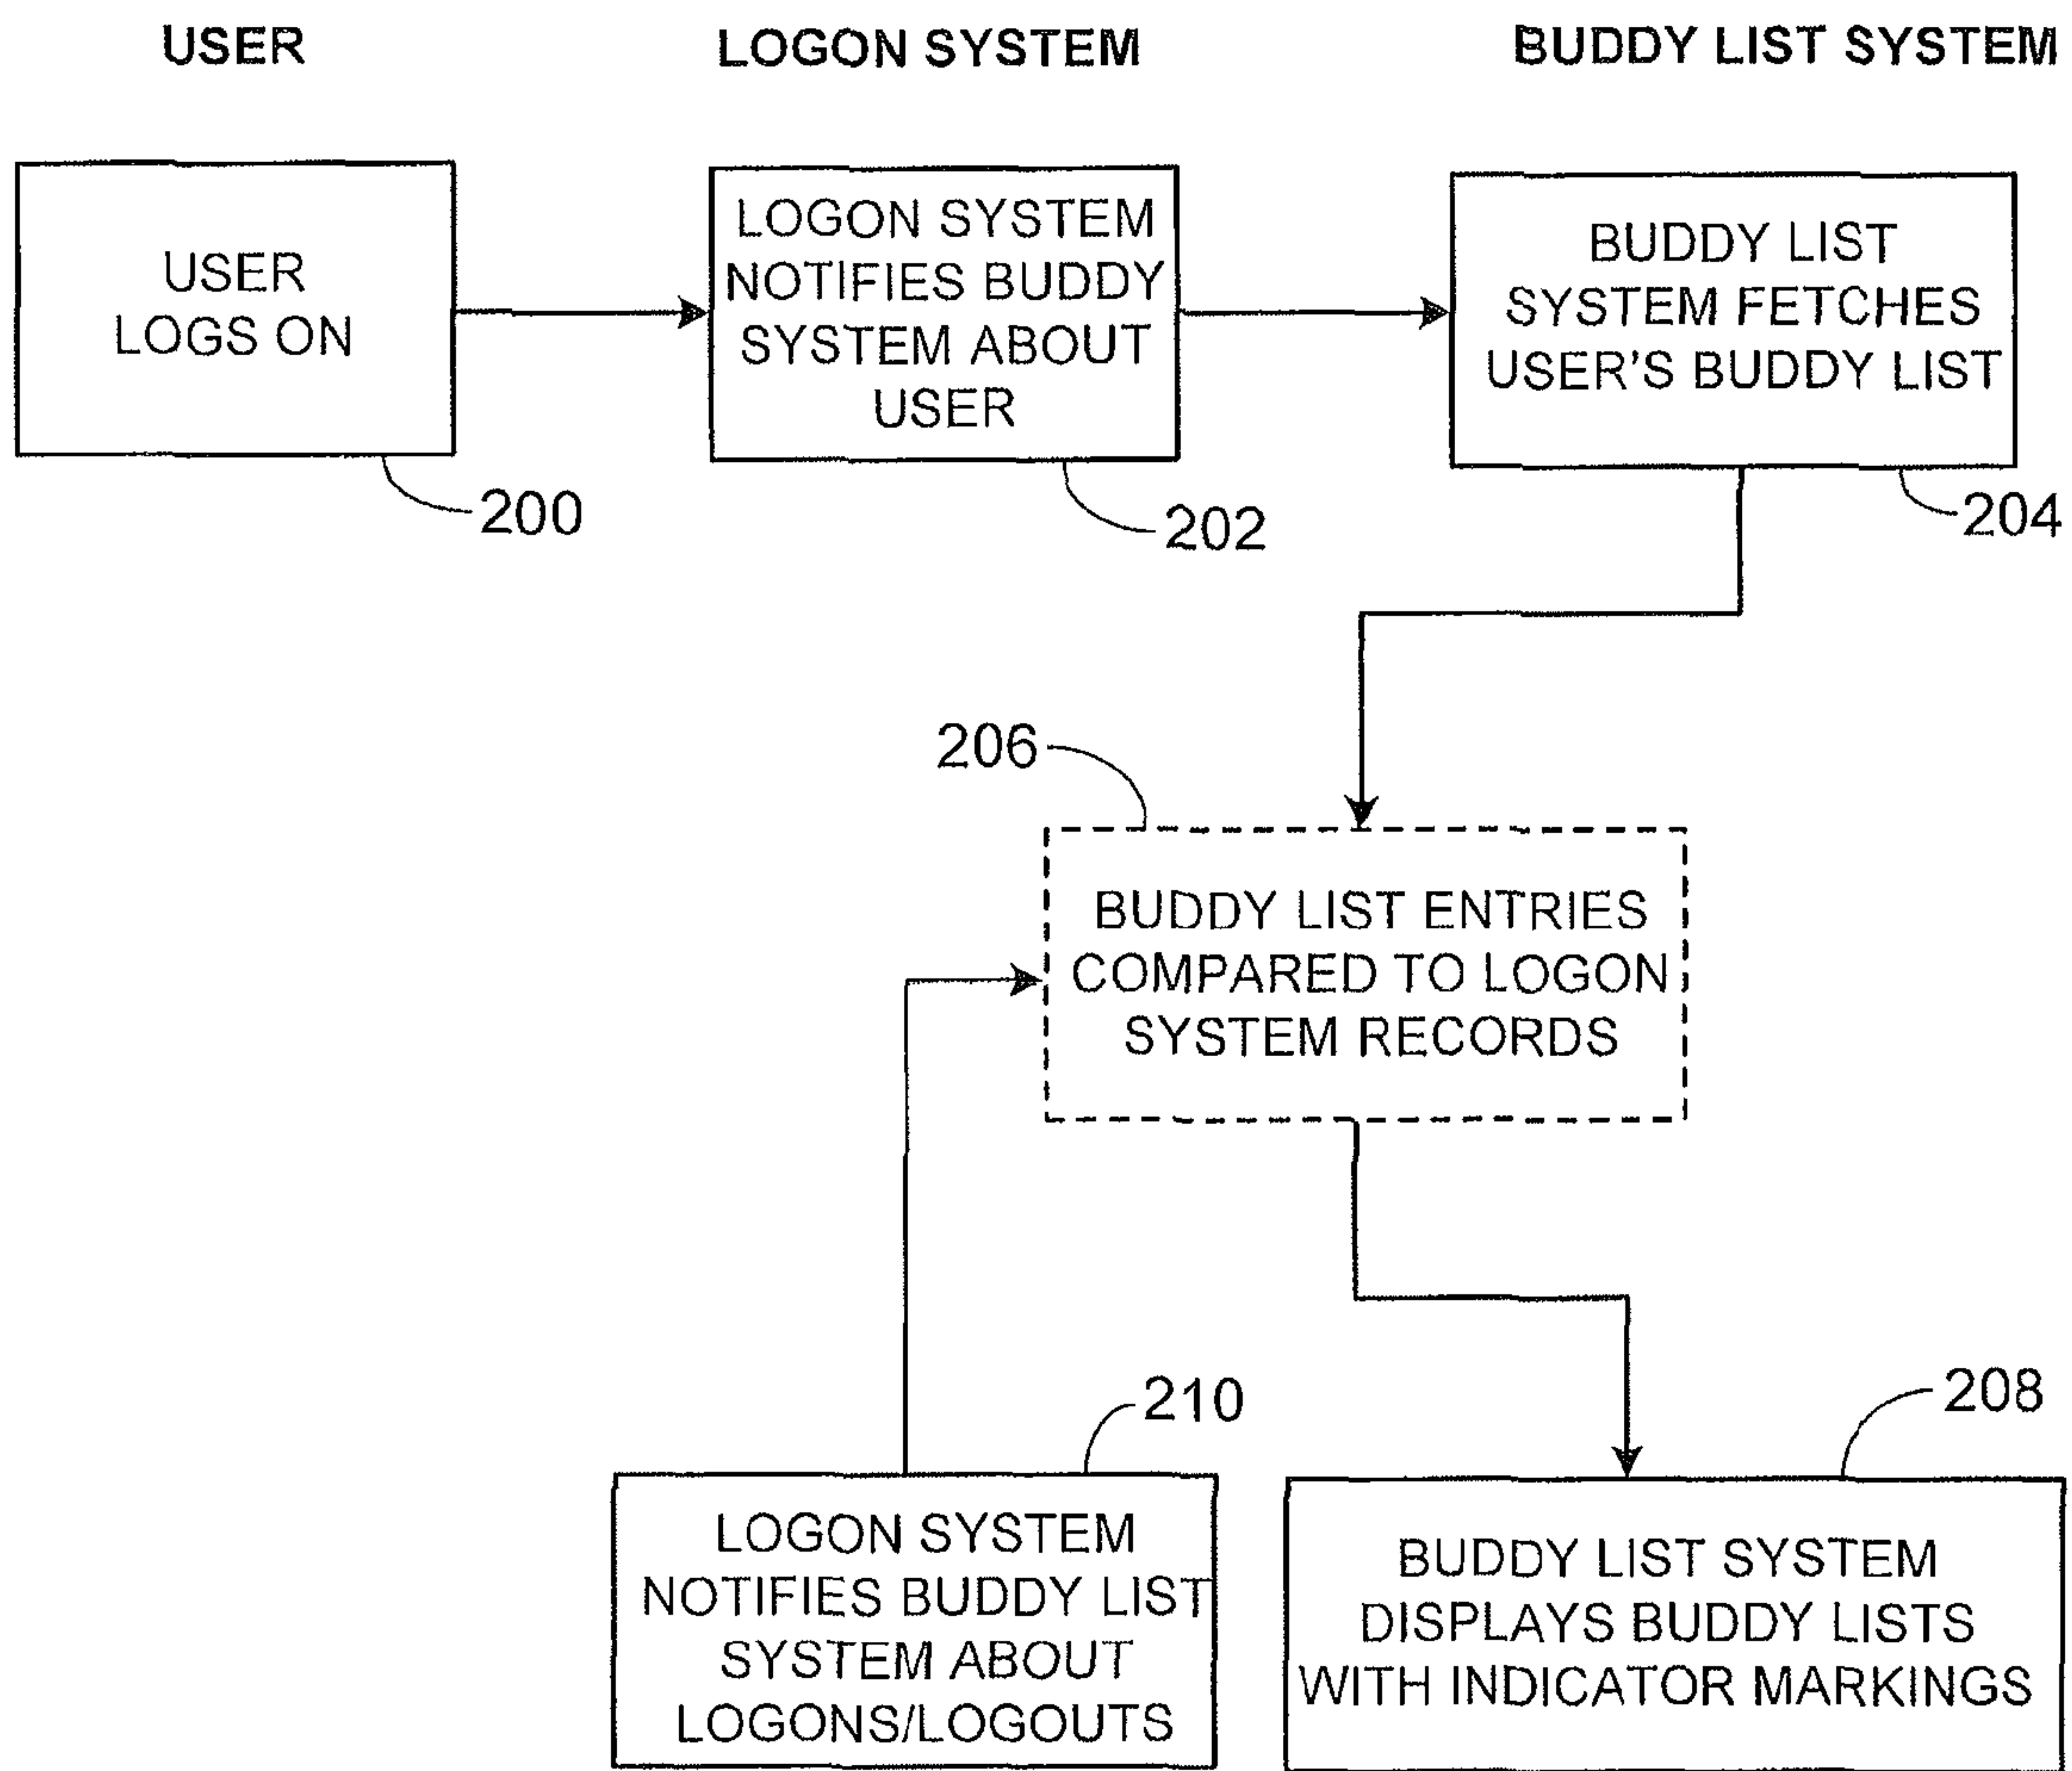 USER
LOGON SYSTEM
BUDDY LIST SYSTEM
USER
LOGS ON
200
LOGON SYSTEM
NOTIFIES BUDDY
SYSTEM ABOUT
USER
202
BUDDY LIST
SYSTEM FETCHES
USER'S BUDDY LIST
204
206
BUDDY LIST ENTRIES
COMPARED TO LOGON
SYSTEM RECORDS
210
LOGON SYSTEM
NOTIFIES BUDDY LIST
SYSTEM ABOUT
LOGONS/LOGOUTS
208
BUDDY LIST SYSTEM
DISPLAYS BUDDY LISTS
WITH INDICATOR MARKINGS